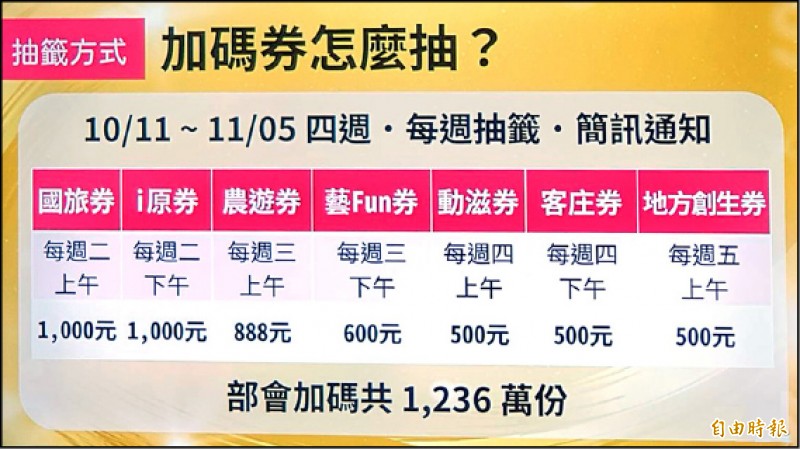 抽籤方式
加碼券怎麼抽？
10/11 ~ 11/05 四週・每週抽籤・簡訊通知
國旅券 i原券 農遊券 藝Fun券 動滋券 客庄券 地方創生券
每週二 每週二 每週三 每週三 每週四 每週四 每週五
上午 下午 上午 下午 上午 下午 上午
1,000元 1,000元 888元 600元 500元 500元 500元
部會加碼共 1,236 萬份
自由時報